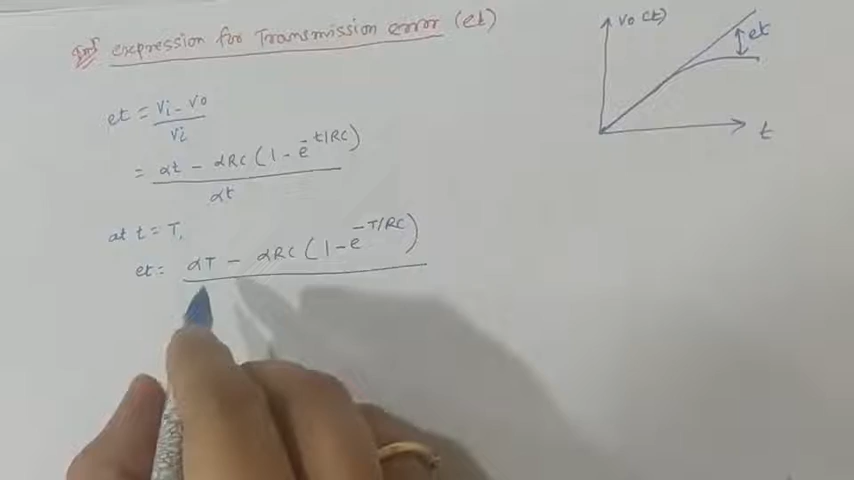 expression for Transmission error (et)
et = Vi - Vo
Vi
= αt - αRC (1 - e^-t/RC)
αt
at t = T,
et = αT - αRC (1 - e^-T/RC)
Vo (t)
et
t